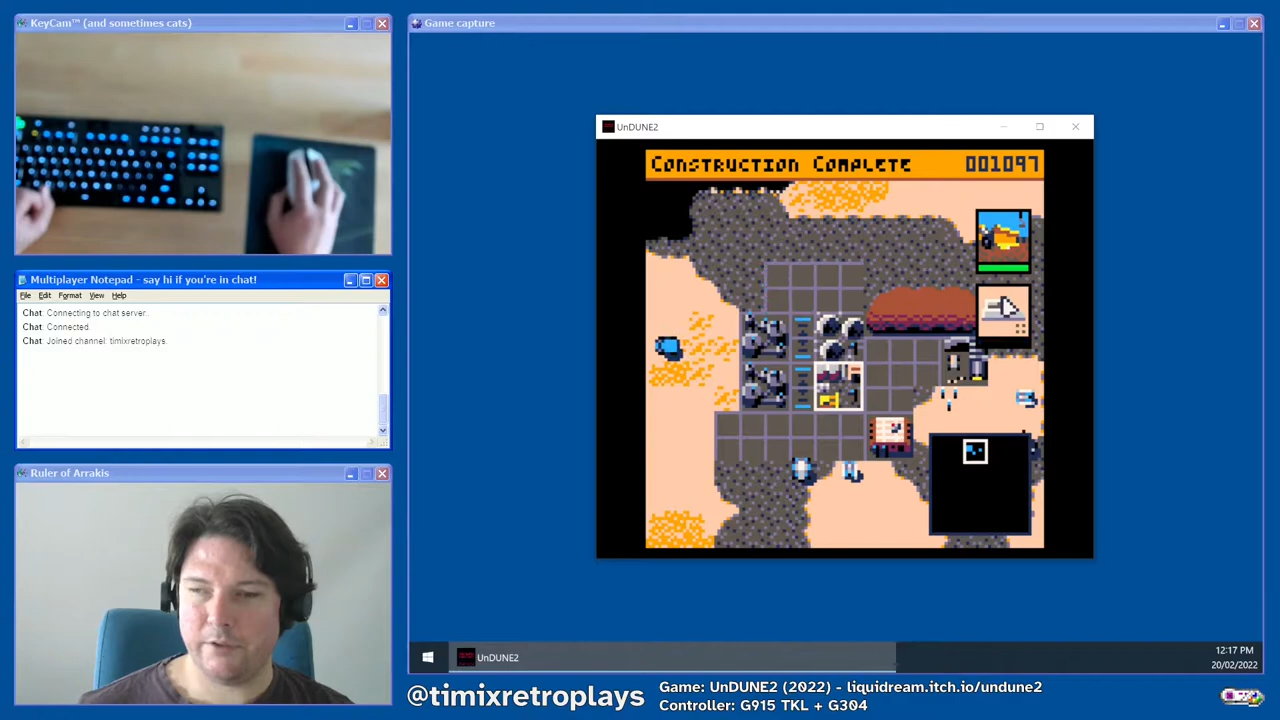 KeyCam™ (and sometimes cats)
Game capture
UnDUNE2
Construction Complete 001097
Multiplayer Notepad - say hi if you're in chat!
File Edit Format View Help
Chat: Connecting to chat server.
Chat: Connected.
Chat: Joined channel: timixretroplays.
Ruler of Arrakis
UnDUNE2
12:17 PM
20/02/2022
@timixretroplays
Game: UnDUNE2 (2022) - liquidream.itch.io/undune2
Controller: G915 TKL + G304